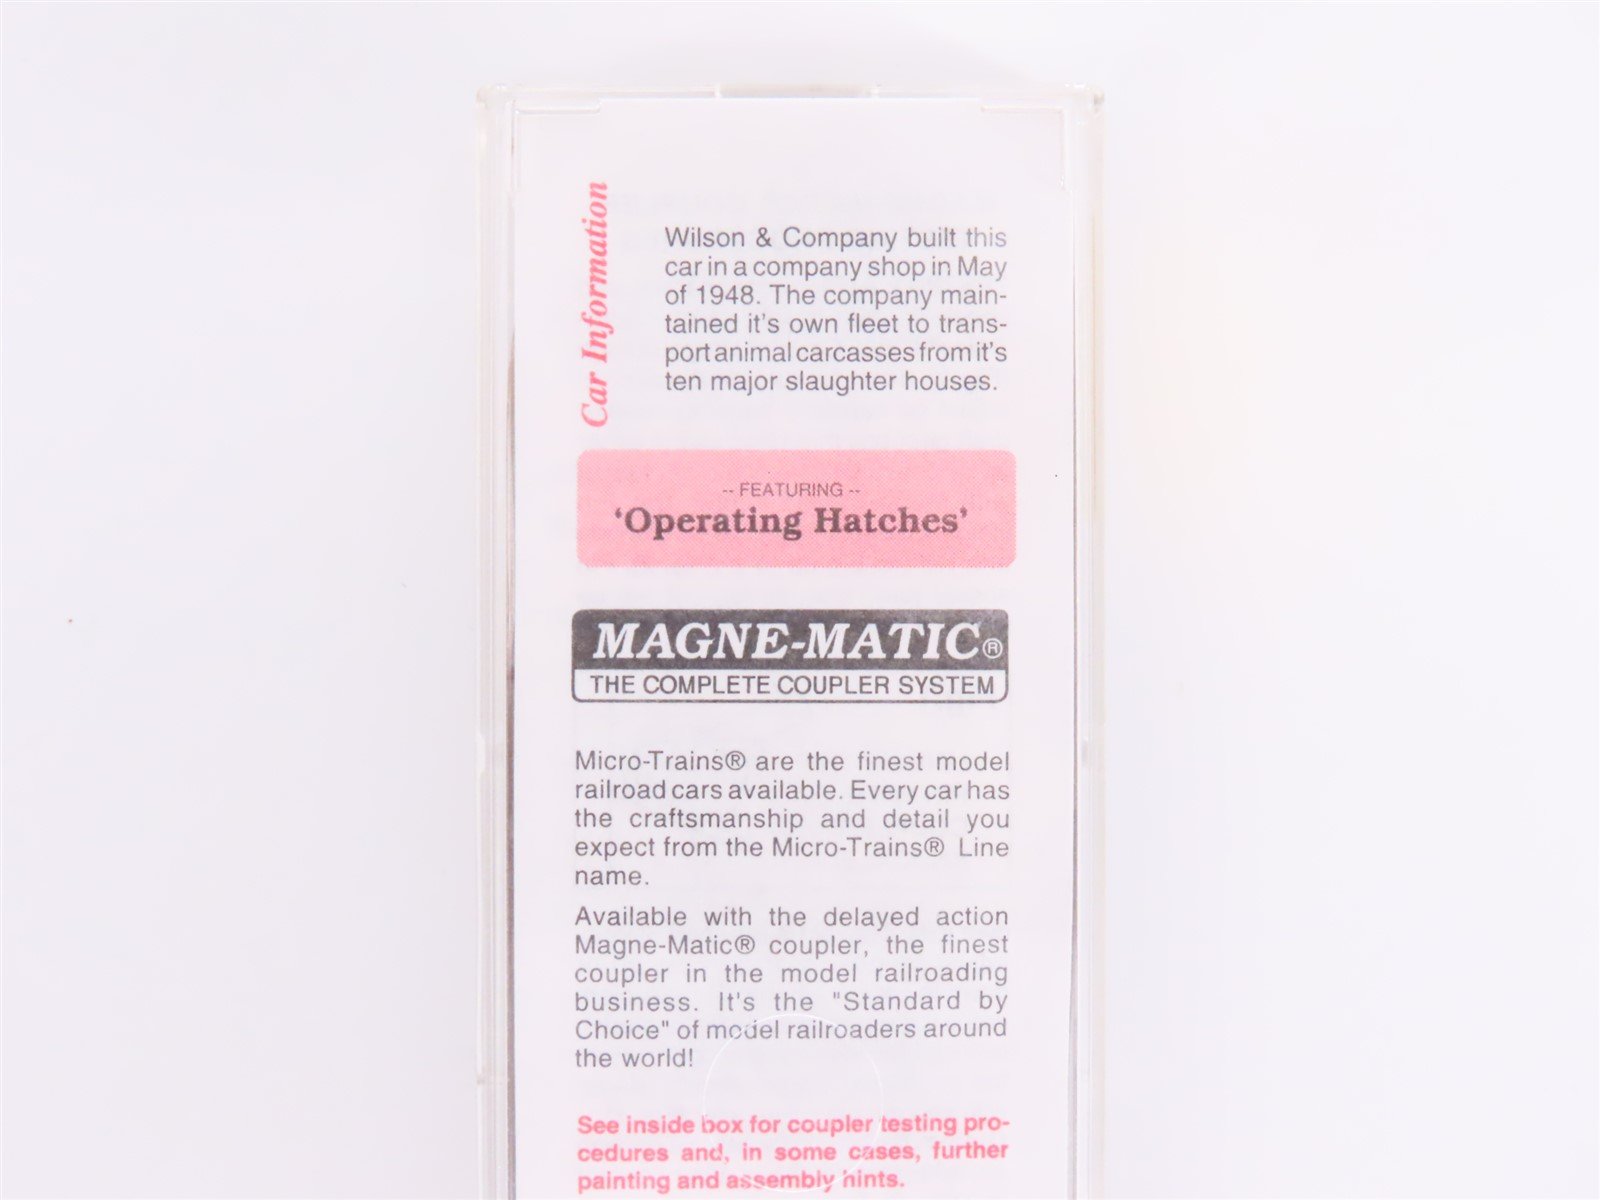 Car Information
Wilson & Company built this
car in a company shop in May
of 1948. The company main-
tained it's own fleet to trans-
port animal carcasses from it's
ten major slaughter houses.
-- FEATURING --
‘Operating Hatches’
MAGNE-MATIC®
THE COMPLETE COUPLER SYSTEM
Micro-Trains® are the finest model
railroad cars available. Every car has
the craftsmanship and detail you
expect from the Micro-Trains® Line
name.
Available with the delayed action
Magne-Matic® coupler, the finest
coupler in the model railroading
business. It's the "Standard by
Choice" of model railroaders around
the world!
See inside box for coupler testing pro-
cedures and, in some cases, further
painting and assembly hints.